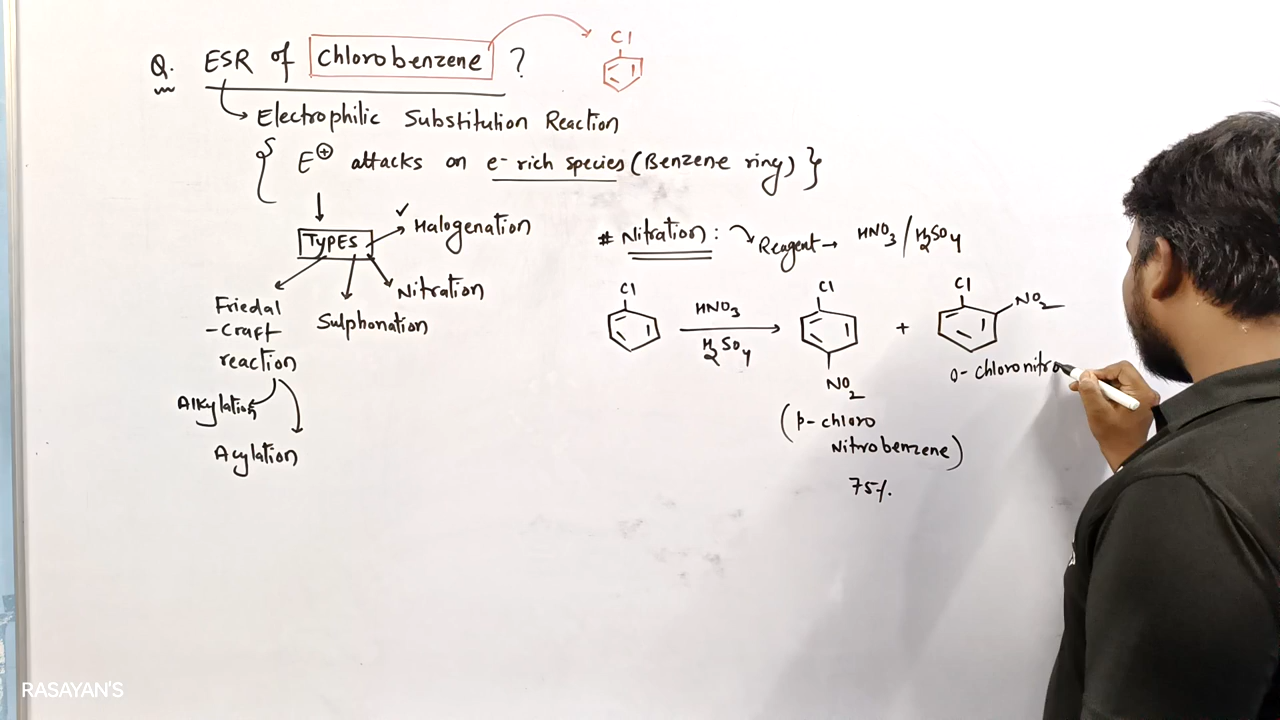 Q. ESR of Chlorobenzene ?
Cl
Electrophilic Substitution Reaction
{ E⊕ attacks on e- rich species (Benzene ring) }
TYPES
✓ Halogenation
Nitration
Sulphonation
Friedal
-Craft
reaction
Alkylation
Acylation
# Nitration : Reagent → HNO3 / H2SO4
Cl
HNO3
H2SO4
Cl
NO2
(p-chloro
Nitrobenzene)
75%.
+
Cl
NO2
o- chloronitro
RASAYAN'S